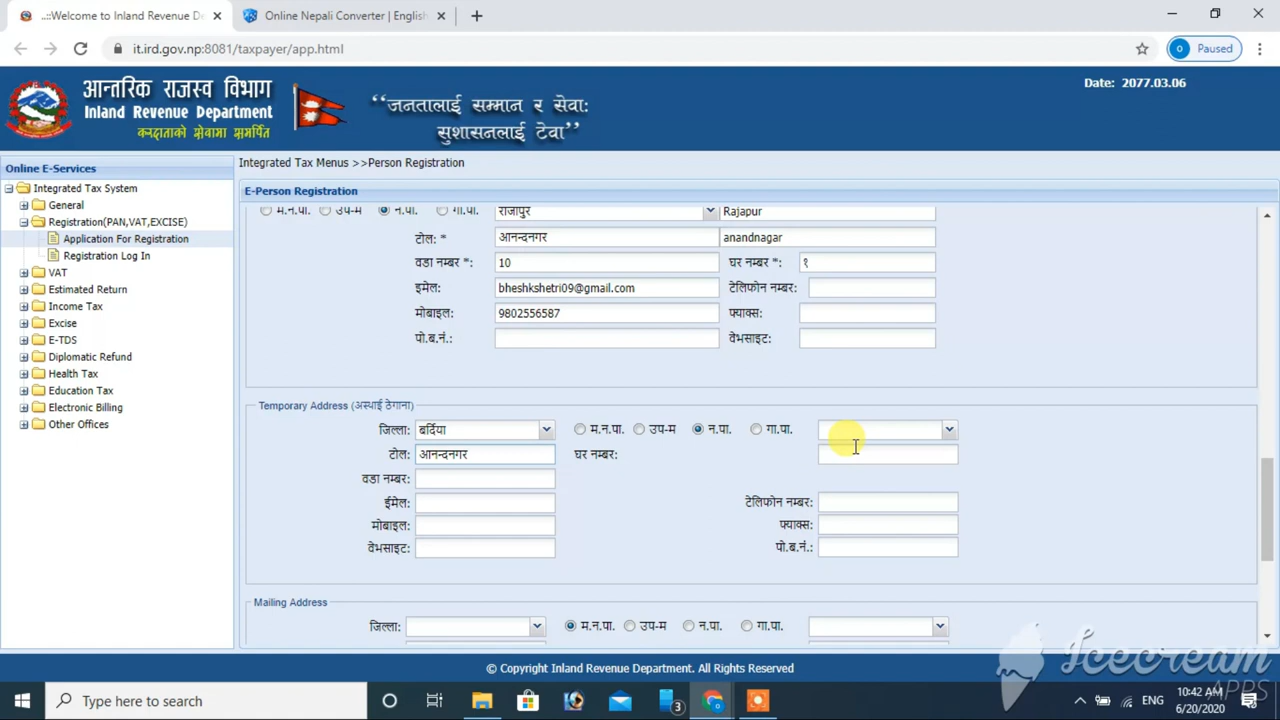 ..::Welcome to Inland Revenue D
Online Nepali Converter | English
it.ird.gov.np:8081/taxpayer/app.html
Paused
आन्तरिक राजस्व विभाग
Inland Revenue Department
करदाताको सेवामा समर्पित
“जनतालाई सम्मान र सेवा:
सुशासनलाई टेवा”
Date: 2077.03.06
Online E-Services
Integrated Tax Menus >>Person Registration
Integrated Tax System
General
Registration(PAN,VAT,EXCISE)
Application For Registration
Registration Log In
VAT
Estimated Return
Income Tax
Excise
E-TDS
Diplomatic Refund
Health Tax
Education Tax
Electronic Billing
Other Offices
E-Person Registration
म.न.पा. उप-म न.पा. गा.पा. राजापुर Rajapur
टोल: * आनन्दनगर anandnagar
वडा नम्बर *: 10 घर नम्बर *: १
इमेल: bheshkshetri09@gmail.com टेलिफोन नम्बर:
मोबाइल: 9802556587 फ्याक्स:
पो.ब.नं.: वेभसाइट:
Temporary Address (अस्थाई ठेगाना)
जिल्ला: बर्दिया म.न.पा. उप-म न.पा. गा.पा.
टोल: आनन्दनगर घर नम्बर:
वडा नम्बर:
ईमेल: टेलिफोन नम्बर:
मोबाइल: फ्याक्स:
वेभसाइट: पो.ब.नं.:
Mailing Address
जिल्ला: म.न.पा. उप-म न.पा. गा.पा.
© Copyright Inland Revenue Department. All Rights Reserved
Icecream
APPS
Type here to search
3
ENG
10:42 AM
6/20/2020